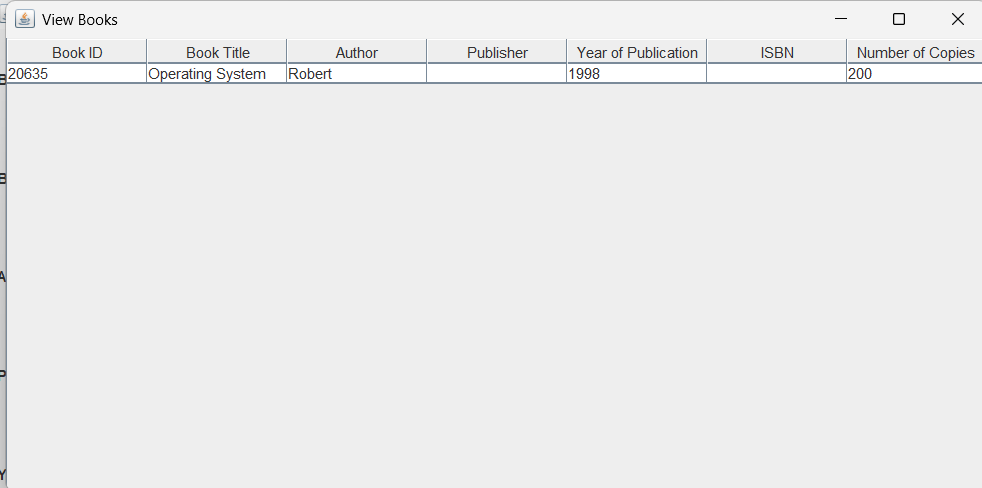 View Books
Book ID Book Title Author Publisher Year of Publication ISBN Number of Copies
20635 Operating System Robert 1998 200
B
B
A
P
Y